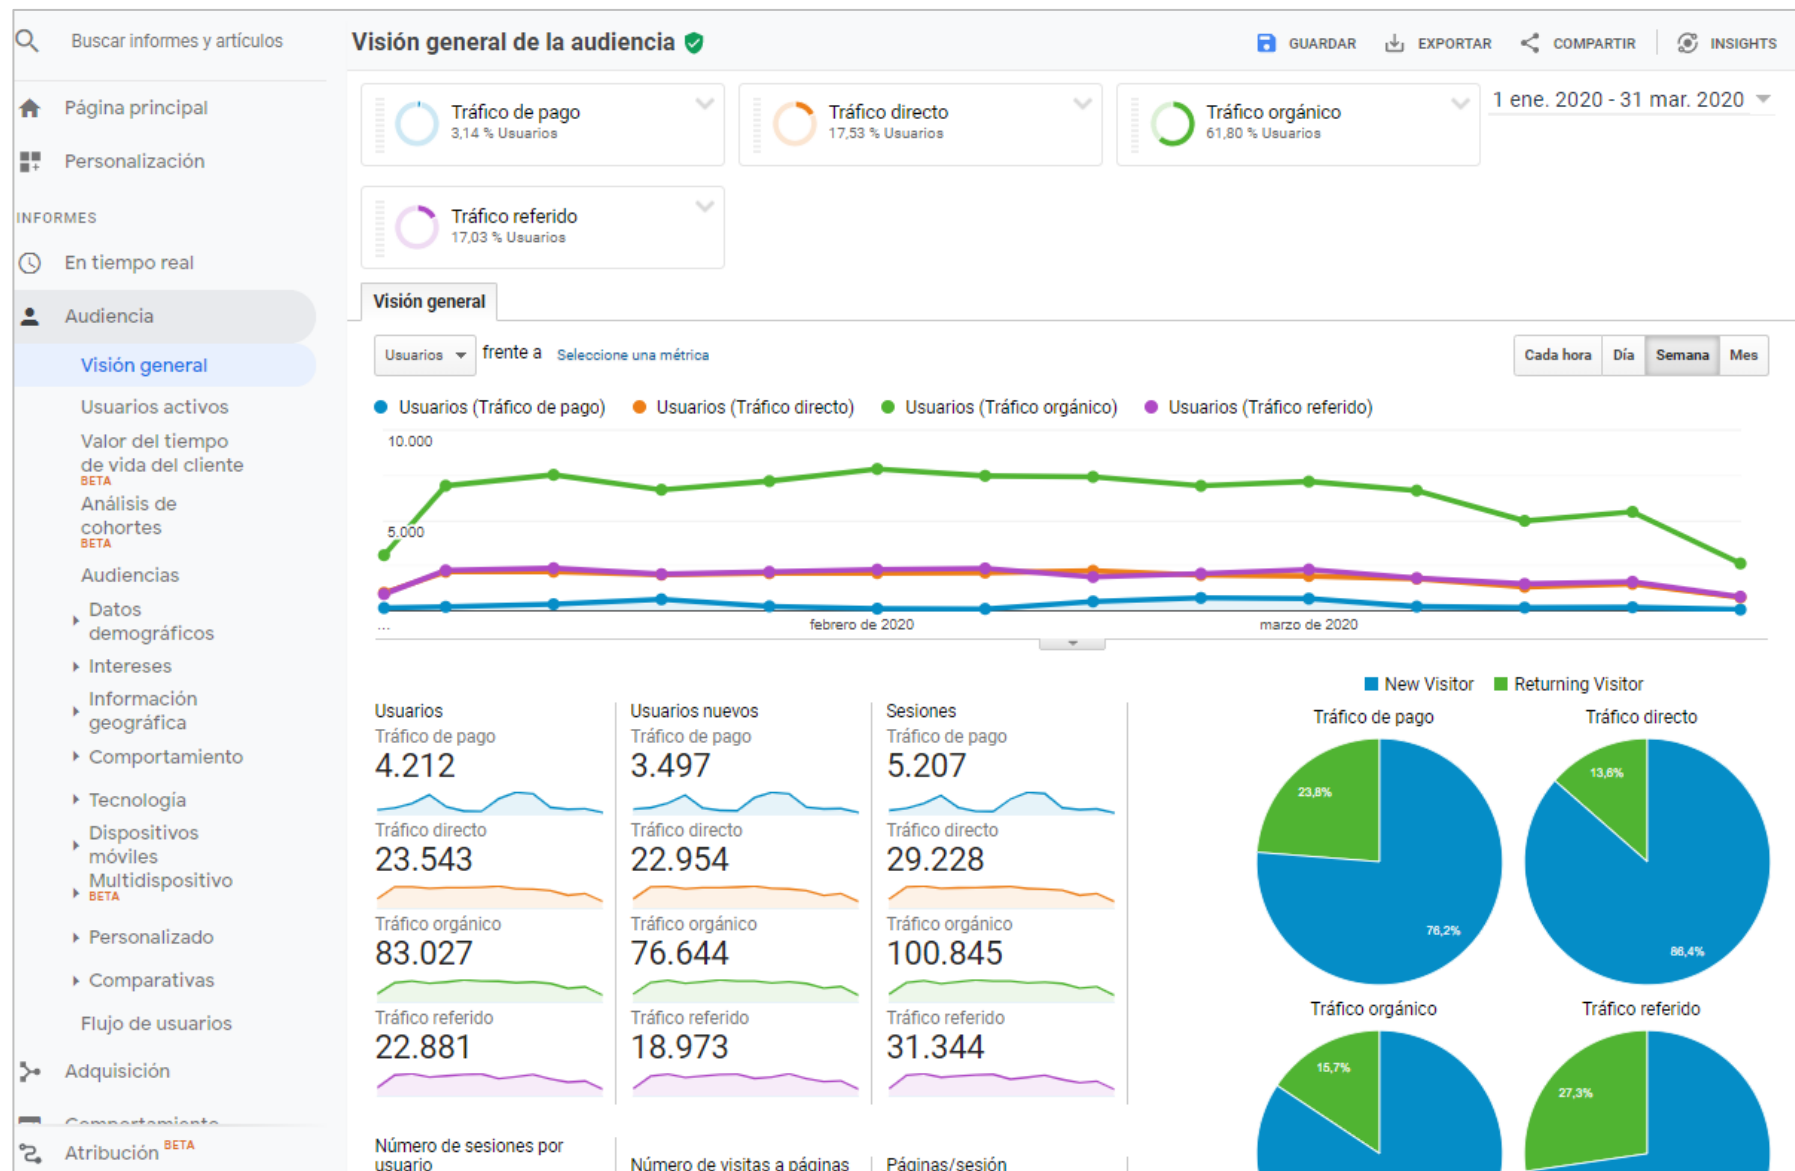 Buscar informes y artículos
Página principal
Personalización
INFORMES
En tiempo real
Audiencia
Visión general
Usuarios activos
Valor del tiempo
de vida del cliente
BETA
Análisis de
cohortes
BETA
Audiencias
Datos
demográficos
Intereses
Información
geográfica
Comportamiento
Tecnología
Dispositivos
móviles
Multidispositivo
BETA
Personalizado
Comparativas
Flujo de usuarios
Adquisición
Comportamiento
Atribución BETA
Visión general de la audiencia
GUARDAR EXPORTAR COMPARTIR INSIGHTS
Tráfico de pago
3,14 % Usuarios
Tráfico directo
17,53 % Usuarios
Tráfico orgánico
61,80 % Usuarios
1 ene. 2020 - 31 mar. 2020
Tráfico referido
17,03 % Usuarios
Visión general
Usuarios frente a Seleccione una métrica
Cada hora Día Semana Mes
Usuarios (Tráfico de pago) Usuarios (Tráfico directo) Usuarios (Tráfico orgánico) Usuarios (Tráfico referido)
10.000
5.000
... febrero de 2020 marzo de 2020
Usuarios
Tráfico de pago
4.212
Tráfico directo
23.543
Tráfico orgánico
83.027
Tráfico referido
22.881
Usuarios nuevos
Tráfico de pago
3.497
Tráfico directo
22.954
Tráfico orgánico
76.644
Tráfico referido
18.973
Sesiones
Tráfico de pago
5.207
Tráfico directo
29.228
Tráfico orgánico
100.845
Tráfico referido
31.344
Número de sesiones por
usuario
Número de visitas a páginas
Páginas/sesión
New Visitor Returning Visitor
Tráfico de pago
23,8%
76,2%
Tráfico directo
13,6%
86,4%
Tráfico orgánico
15,7%
Tráfico referido
27,3%